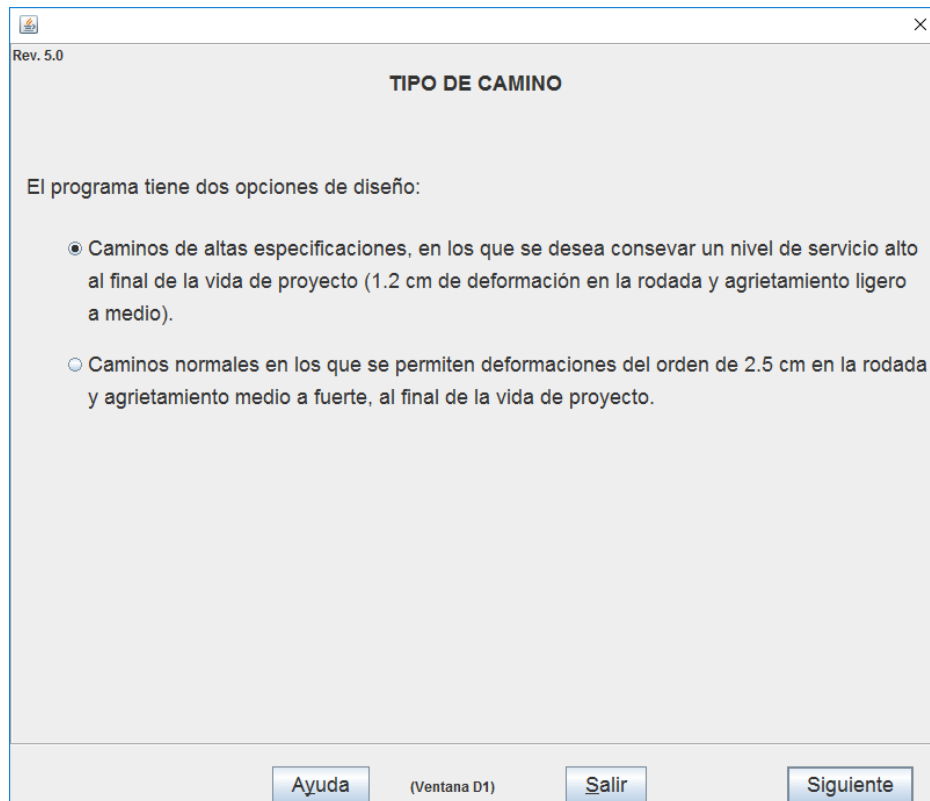 Rev. 5.0
TIPO DE CAMINO
El programa tiene dos opciones de diseño:
Caminos de altas especificaciones, en los que se desea consevar un nivel de servicio alto
al final de la vida de proyecto (1.2 cm de deformación en la rodada y agrietamiento ligero
a medio).
Caminos normales en los que se permiten deformaciones del orden de 2.5 cm en la rodada
y agrietamiento medio a fuerte, al final de la vida de proyecto.
Ayuda (Ventana D1) Salir Siguiente